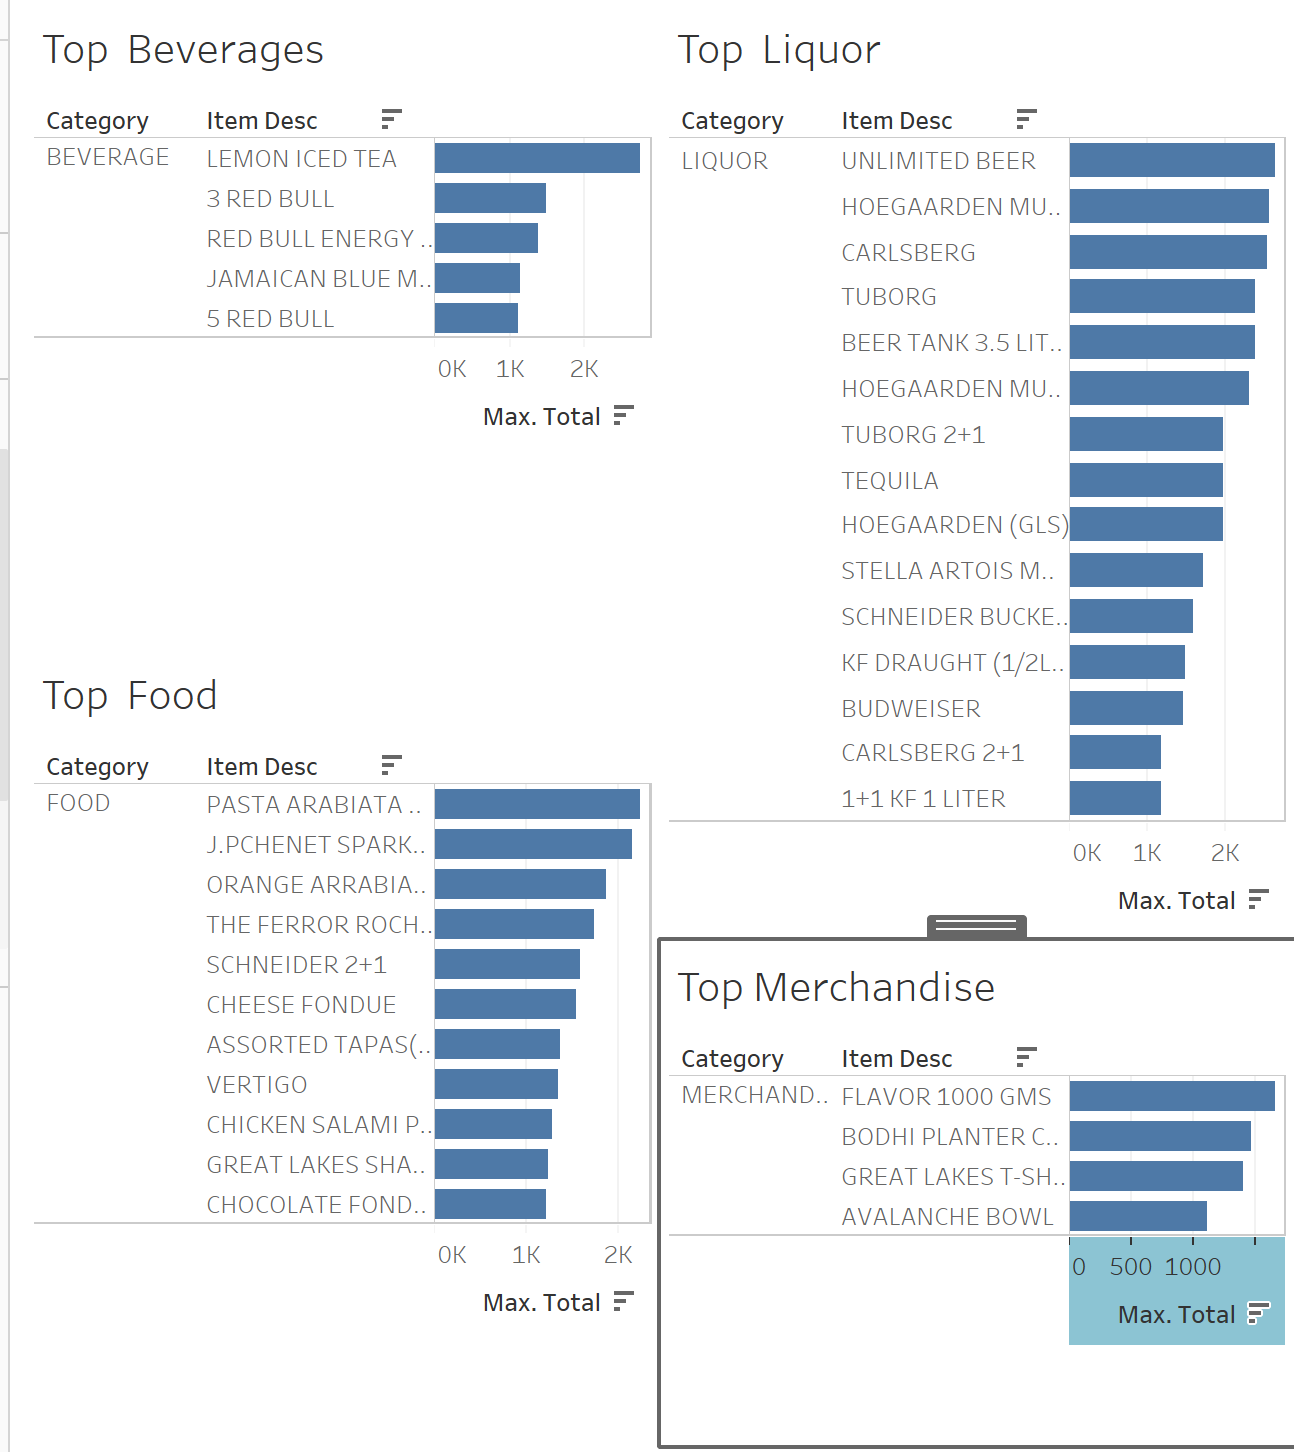 Top Beverages
Category Item Desc
BEVERAGE LEMON ICED TEA
3 RED BULL
RED BULL ENERGY ..
JAMAICAN BLUE M..
5 RED BULL
0K 1K 2K
Max. Total
Top Liquor
Category Item Desc
LIQUOR UNLIMITED BEER
HOEGAARDEN MU..
CARLSBERG
TUBORG
BEER TANK 3.5 LIT..
HOEGAARDEN MU..
TUBORG 2+1
TEQUILA
HOEGAARDEN (GLS)
STELLA ARTOIS M..
SCHNEIDER BUCKE..
KF DRAUGHT (1/2L..
BUDWEISER
CARLSBERG 2+1
1+1 KF 1 LITER
0K 1K 2K
Max. Total
Top Food
Category Item Desc
FOOD PASTA ARABIATA ..
J.PCHENET SPARK..
ORANGE ARRABIA..
THE FERROR ROCH..
SCHNEIDER 2+1
CHEESE FONDUE
ASSORTED TAPAS(..
VERTIGO
CHICKEN SALAMI P..
GREAT LAKES SHA..
CHOCOLATE FOND..
0K 1K 2K
Max. Total
Top Merchandise
Category Item Desc
MERCHAND.. FLAVOR 1000 GMS
BODHI PLANTER C..
GREAT LAKES T-SH..
AVALANCHE BOWL
0 500 1000
Max. Total